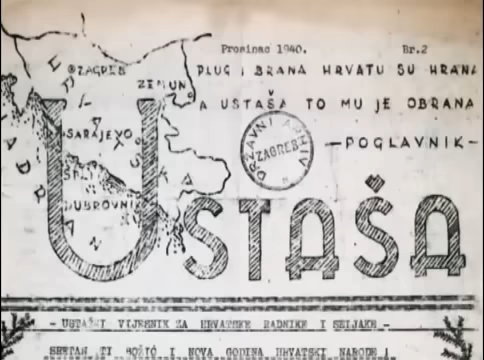 Prosinac 1940. Br.2
PLUG I BRANA HRVATU SU HRANA
A USTAŠA TO MU JE OBRANA
—POGLAVNIK—
ZAGREB
ZEMUN
SARAJEVO
SPLIT
DUBROVNIK
JADRAN
DRŽAVNI ARHIV
ZAGREB
USTAŠA
- USTAŠKI VIJESNIK ZA HRVATSKE RADNIKE I SELJAKE -
SRETAN TI BOŽIĆ I NOVA GODINA HRVATSKI NARODE !